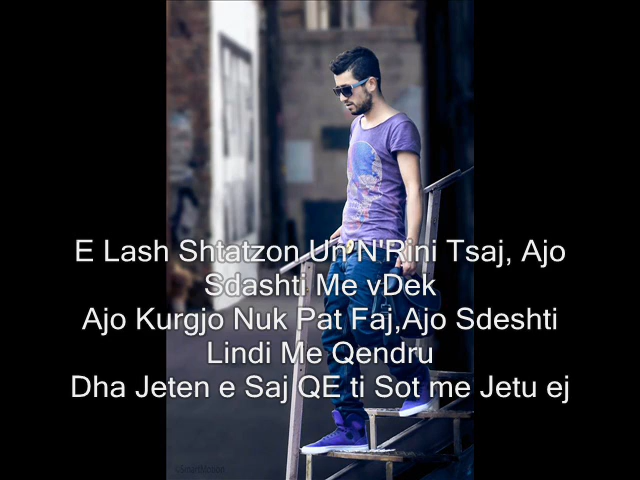 E Lash Shtatzon Un N'Rini Tsaj, Ajo
Sdashti Me vDek
Ajo Kurgjo Nuk Pat Faj,Ajo Sdeshti
Lindi Me Qendru
Dha Jeten e Saj QE ti Sot me Jetu ej
©SmartMotion